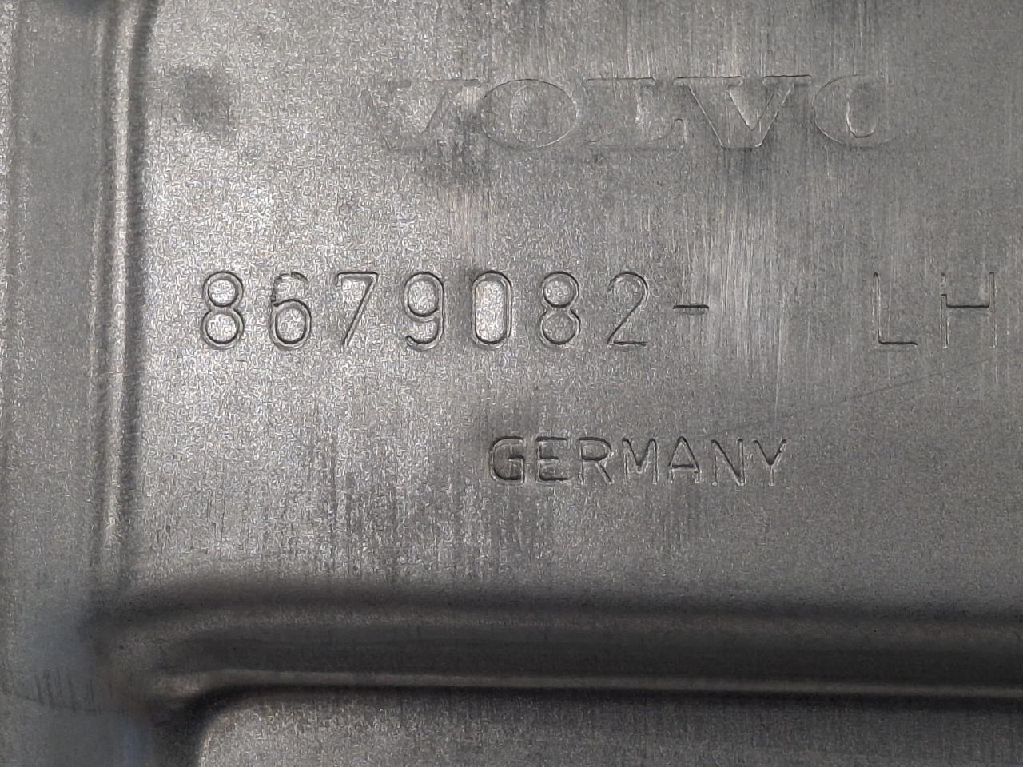 VOLVO
8679082- LH
GERMANY